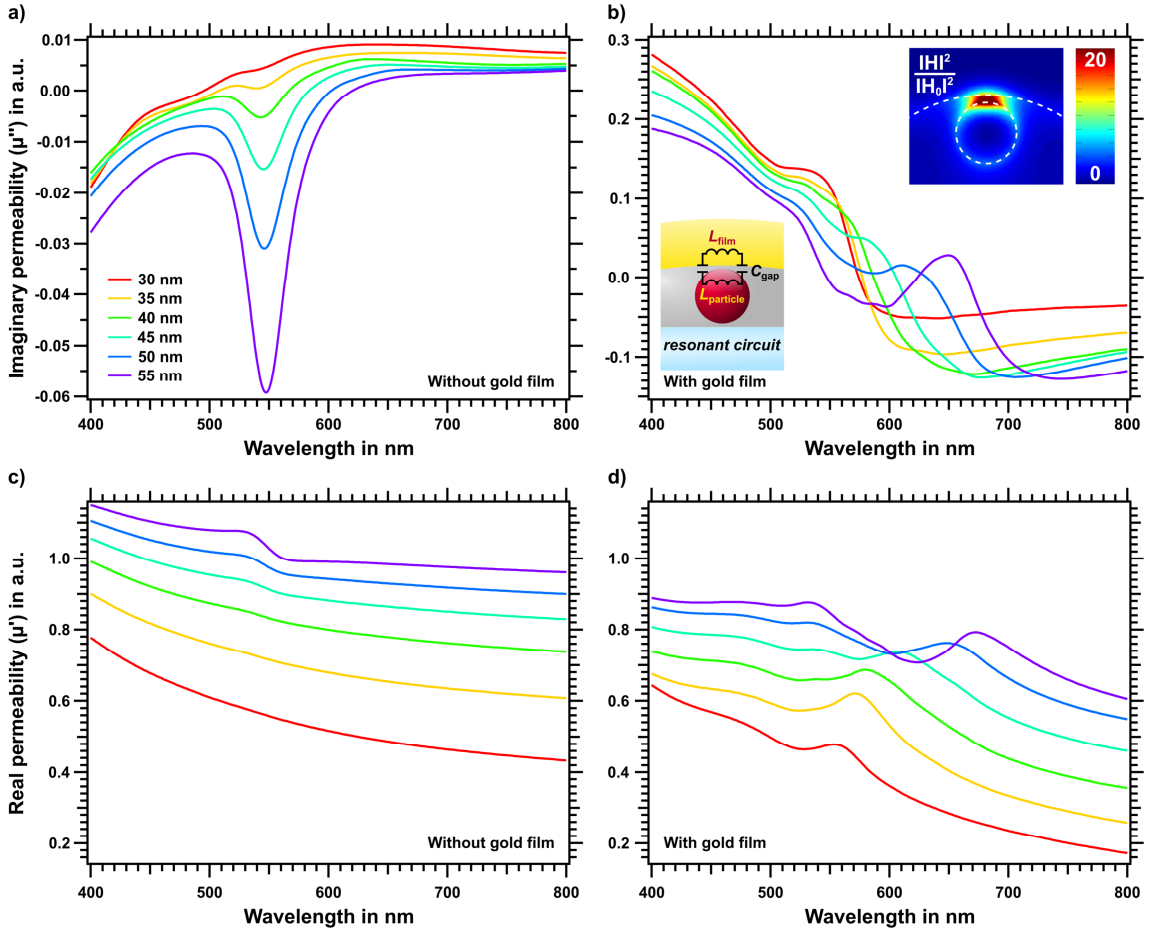 a)
Imaginary permeability (µ'') in a.u.
0.01
0.00
-0.01
-0.02
-0.03
-0.04
-0.05
-0.06
30 nm
35 nm
40 nm
45 nm
50 nm
55 nm
Without gold film
400 500 600 700 800
Wavelength in nm
b)
0.3
0.2
0.1
0.0
-0.1
|H|²
|H₀|²
20
0
L film
C gap
L particle
resonant circuit
With gold film
400 500 600 700 800
Wavelength in nm
c)
Real permeability (µ') in a.u.
1.0
0.8
0.6
0.4
0.2
Without gold film
400 500 600 700 800
Wavelength in nm
d)
1.0
0.8
0.6
0.4
0.2
With gold film
400 500 600 700 800
Wavelength in nm